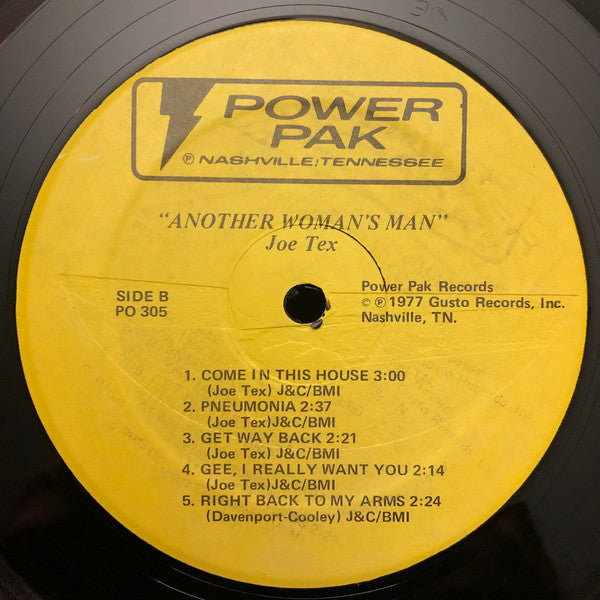 POWER
PAK
℗ NASHVILLE, TENNESSEE
"ANOTHER WOMAN'S MAN"
Joe Tex
SIDE B
PO 305
Power Pak Records
© ℗ 1977 Gusto Records, Inc.
Nashville, TN.
1. COME IN THIS HOUSE 3:00
(Joe Tex) J&C/BMI
2. PNEUMONIA 2:37
(Joe Tex)J&C/BMI
3. GET WAY BACK 2:21
(Joe Tex) J&C/BMI
4. GEE, I REALLY WANT YOU 2:14
(Joe Tex)J&C/BMI
5. RIGHT BACK TO MY ARMS 2:24
(Davenport-Cooley) J&C/BMI